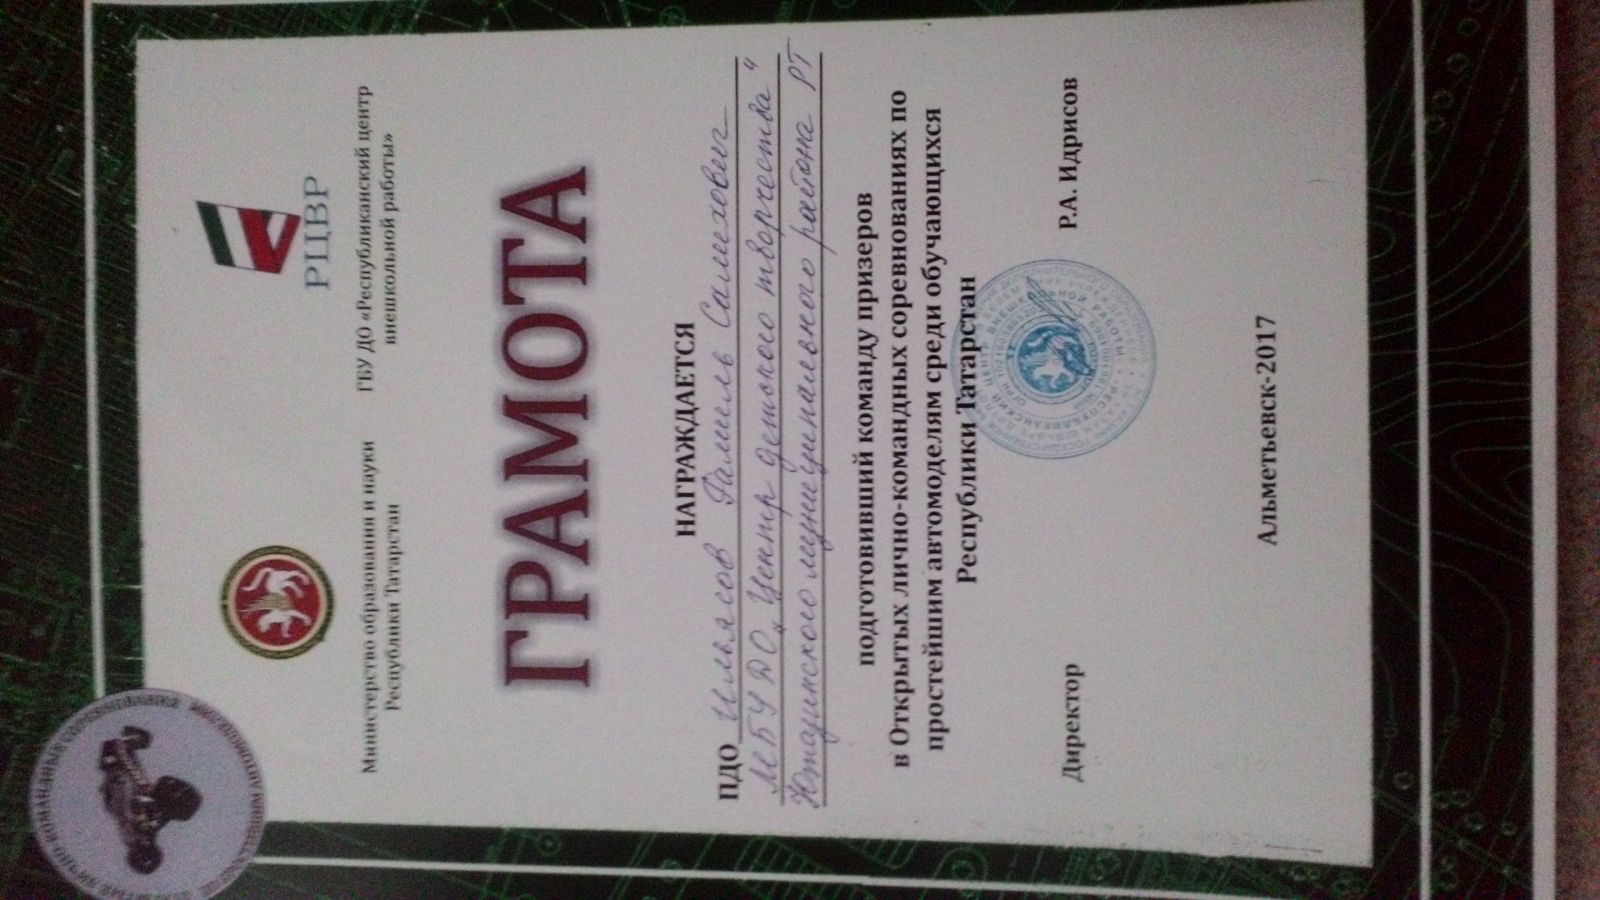 РЦВР
Министерство образования и науки
Республики Татарстан
ГБУ ДО «Республиканский центр
внешкольной работы»
ГРАМОТА
НАГРАЖДАЕТСЯ
ПДО Ильясов Рамиль Салихович
МБУ ДО "Центр детского творчества"
Ютазинского муниципального района РТ
подготовивший команду призеров
в Открытых лично-командных соревнованиях по
простейшим автомоделям среди обучающихся
Республики Татарстан
Директор
Р.А. Идрисов
Альметьевск-2017